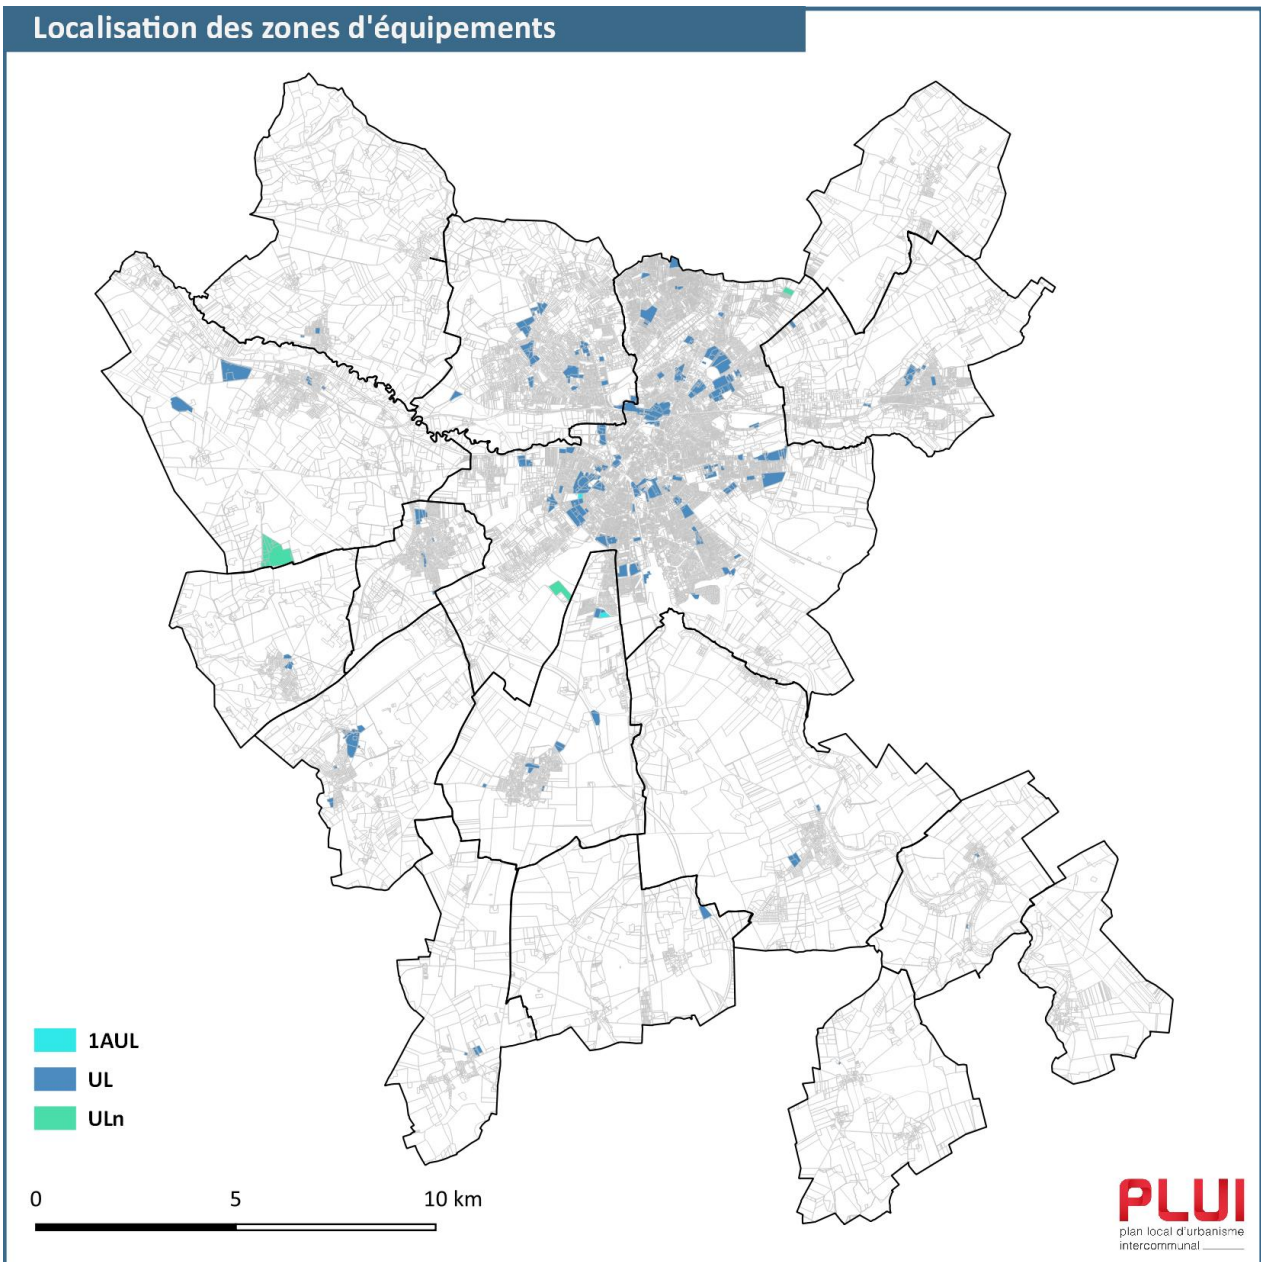 Localisation des zones d'équipements
1AUL
UL
ULn
0 5 10 km
PLUI
plan local d'urbanisme
intercommunal